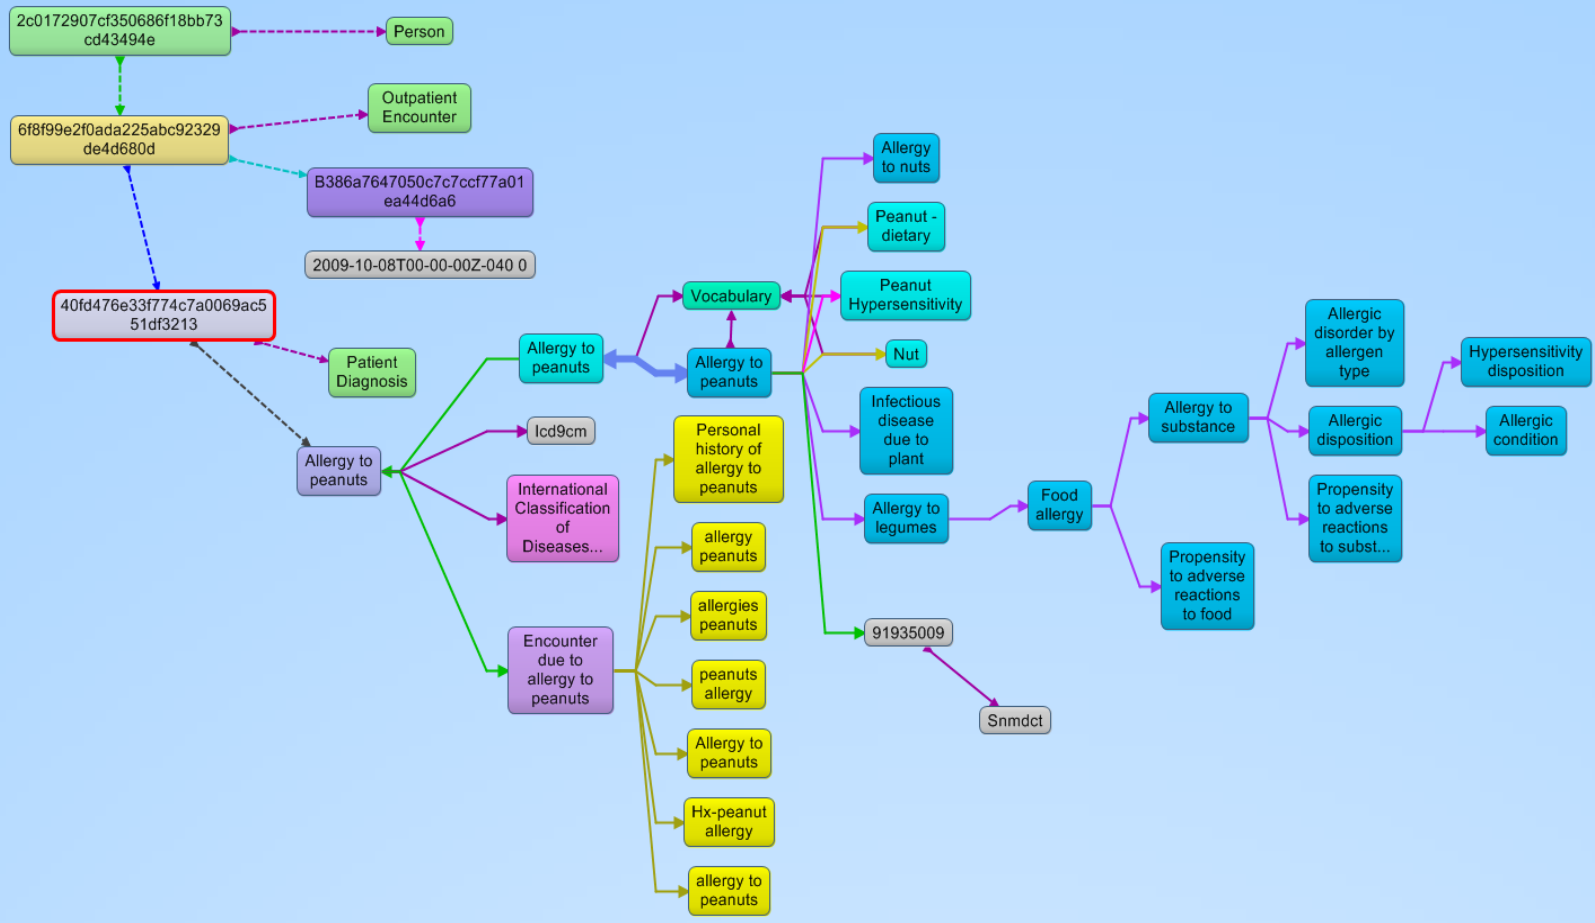 2c0172907cf350686f18bb73
cd43494e
Person
6f8f99e2f0ada225abc92329
de4d680d
Outpatient
Encounter
B386a7647050c7c7ccf77a01
ea44d6a6
2009-10-08T00-00-00Z-040 0
40fd476e33f774c7a0069ac5
51df3213
Patient
Diagnosis
Allergy to
peanuts
Allergy to
peanuts
Icd9cm
International
Classification
of
Diseases...
Encounter
due to
allergy to
peanuts
Vocabulary
Allergy to
peanuts
Personal
history of
allergy to
peanuts
allergy
peanuts
allergies
peanuts
peanuts
allergy
Allergy to
peanuts
Hx-peanut
allergy
allergy to
peanuts
Allergy
to nuts
Peanut -
dietary
Peanut
Hypersensitivity
Nut
Infectious
disease
due to
plant
Allergy to
legumes
91935009
Snmdct
Food
allergy
Allergy to
substance
Propensity
to adverse
reactions
to food
Allergic
disorder by
allergen
type
Allergic
disposition
Propensity
to adverse
reactions
to subst...
Hypersensitivity
disposition
Allergic
condition